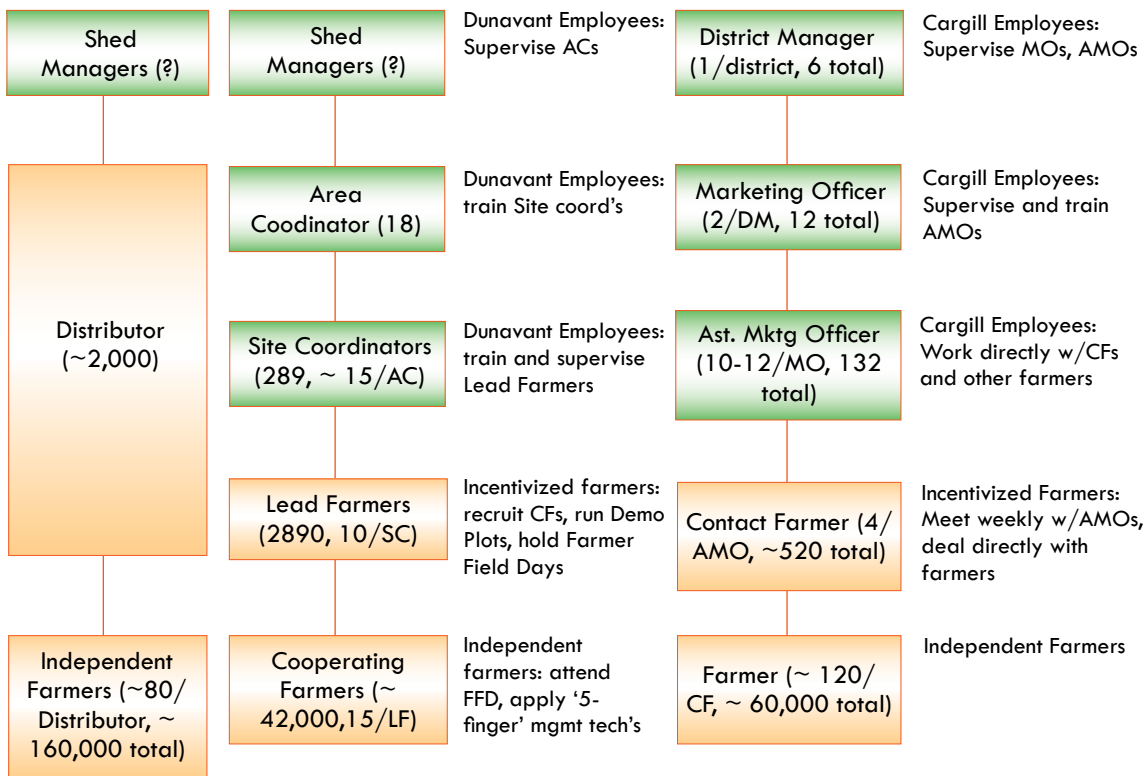 Shed
Managers (?)
Shed
Managers (?)
Dunavant Employees:
Supervise ACs
District Manager
(1/district, 6 total)
Cargill Employees:
Supervise MOs, AMOs
Distributor
(~2,000)
Area
Coodinator (18)
Dunavant Employees:
train Site coord’s
Marketing Officer
(2/DM, 12 total)
Cargill Employees:
Supervise and train
AMOs
Site Coordinators
(289, ~ 15/AC)
Dunavant Employees:
train and supervise
Lead Farmers
Ast. Mktg Officer
(10-12/MO, 132
total)
Cargill Employees:
Work directly w/CFs
and other farmers
Lead Farmers
(2890, 10/SC)
Incentivized farmers:
recruit CFs, run Demo
Plots, hold Farmer
Field Days
Contact Farmer (4/
AMO, ~520 total)
Incentivized Farmers:
Meet weekly w/AMOs,
deal directly with
farmers
Independent
Farmers (~80/
Distributor, ~
160,000 total)
Cooperating
Farmers (~
42,000,15/LF)
Independent
farmers: attend
FFD, apply ‘5-
finger’ mgmt tech’s
Farmer (~ 120/
CF, ~ 60,000 total)
Independent Farmers